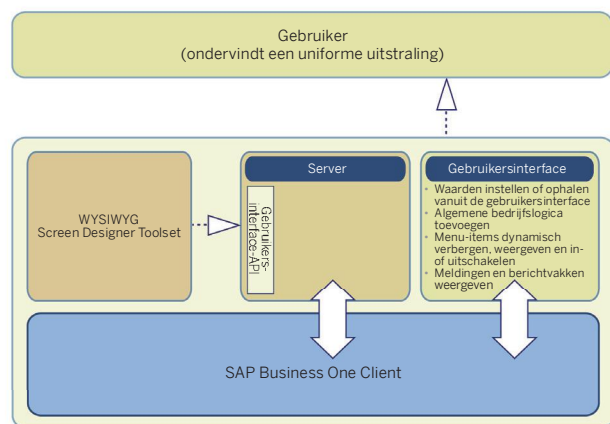 Gebruiker
(ondervindt een uniforme uitstraling)
WYSIWYG
Screen Designer Toolset
Server
Gebruikers-
interface-API
Gebruikersinterface
• Waarden instellen of ophalen
vanuit de gebruikersinterface
• Algemene bedrijfslogica
toevoegen
• Menu-items dynamisch
verbergen, weergeven en in-
of uitschakelen
• Meldingen en berichtvakken
weergeven
SAP Business One Client